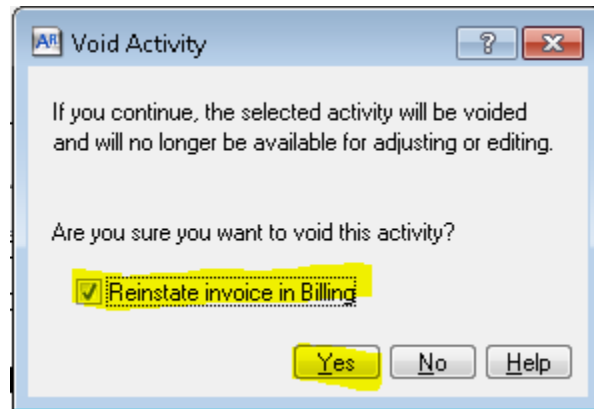 AR Void Activity
If you continue, the selected activity will be voided
and will no longer be available for adjusting or editing.
Are you sure you want to void this activity?
Reinstate invoice in Billing
Yes No Help